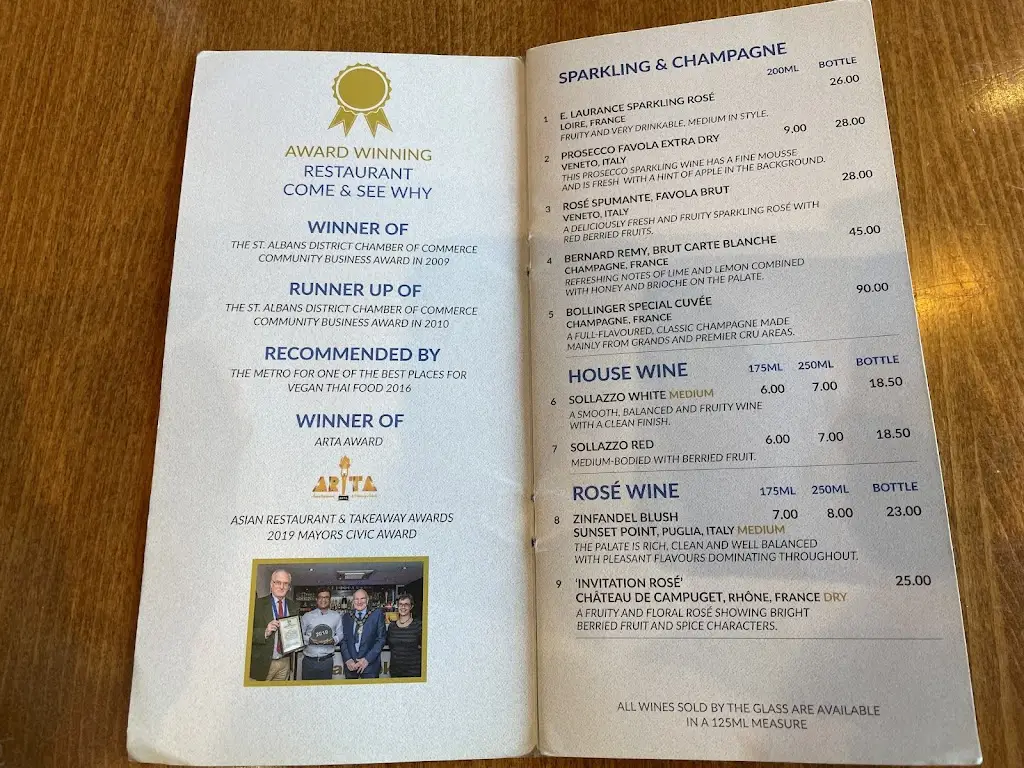 AWARD WINNING
RESTAURANT
COME & SEE WHY
WINNER OF
THE ST. ALBANS DISTRICT CHAMBER OF COMMERCE
COMMUNITY BUSINESS AWARD IN 2009
RUNNER UP OF
THE ST. ALBANS DISTRICT CHAMBER OF COMMERCE
COMMUNITY BUSINESS AWARD IN 2010
RECOMMENDED BY
THE METRO FOR ONE OF THE BEST PLACES FOR
VEGAN THAI FOOD 2016
WINNER OF
ARTA AWARD
ARTA
ASIAN RESTAURANT & TAKEAWAY AWARDS
2019 MAYORS CIVIC AWARD
2019
SPARKLING & CHAMPAGNE
200ML BOTTLE
1 E. LAURANCE SPARKLING ROSÉ 26.00
LOIRE, FRANCE
FRUITY AND VERY DRINKABLE, MEDIUM IN STYLE.
2 PROSECCO FAVOLA EXTRA DRY 9.00 28.00
VENETO, ITALY
THIS PROSECCO SPARKLING WINE HAS A FINE MOUSSE
AND IS FRESH WITH A HINT OF APPLE IN THE BACKGROUND.
3 ROSÉ SPUMANTE, FAVOLA BRUT 28.00
VENETO, ITALY
A DELICIOUSLY FRESH AND FRUITY SPARKLING ROSÉ WITH
RED BERRIED FRUITS.
4 BERNARD REMY, BRUT CARTE BLANCHE 45.00
CHAMPAGNE, FRANCE
REFRESHING NOTES OF LIME AND LEMON COMBINED
WITH HONEY AND BRIOCHE ON THE PALATE.
5 BOLLINGER SPECIAL CUVÉE 90.00
CHAMPAGNE, FRANCE
A FULL-FLAVOURED, CLASSIC CHAMPAGNE MADE
MAINLY FROM GRANDS AND PREMIER CRU AREAS.
HOUSE WINE 175ML 250ML BOTTLE
6 SOLLAZZO WHITE MEDIUM 6.00 7.00 18.50
A SMOOTH, BALANCED AND FRUITY WINE
WITH A CLEAN FINISH.
7 SOLLAZZO RED 6.00 7.00 18.50
MEDIUM-BODIED WITH BERRIED FRUIT.
ROSÉ WINE 175ML 250ML BOTTLE
8 ZINFANDEL BLUSH 7.00 8.00 23.00
SUNSET POINT, PUGLIA, ITALY MEDIUM
THE PALATE IS RICH, CLEAN AND WELL BALANCED
WITH PLEASANT FLAVOURS DOMINATING THROUGHOUT.
9 'INVITATION ROSÉ' 25.00
CHÂTEAU DE CAMPUGET, RHÔNE, FRANCE DRY
A FRUITY AND FLORAL ROSÉ SHOWING BRIGHT
BERRIED FRUIT AND SPICE CHARACTERS.
ALL WINES SOLD BY THE GLASS ARE AVAILABLE
IN A 125ML MEASURE